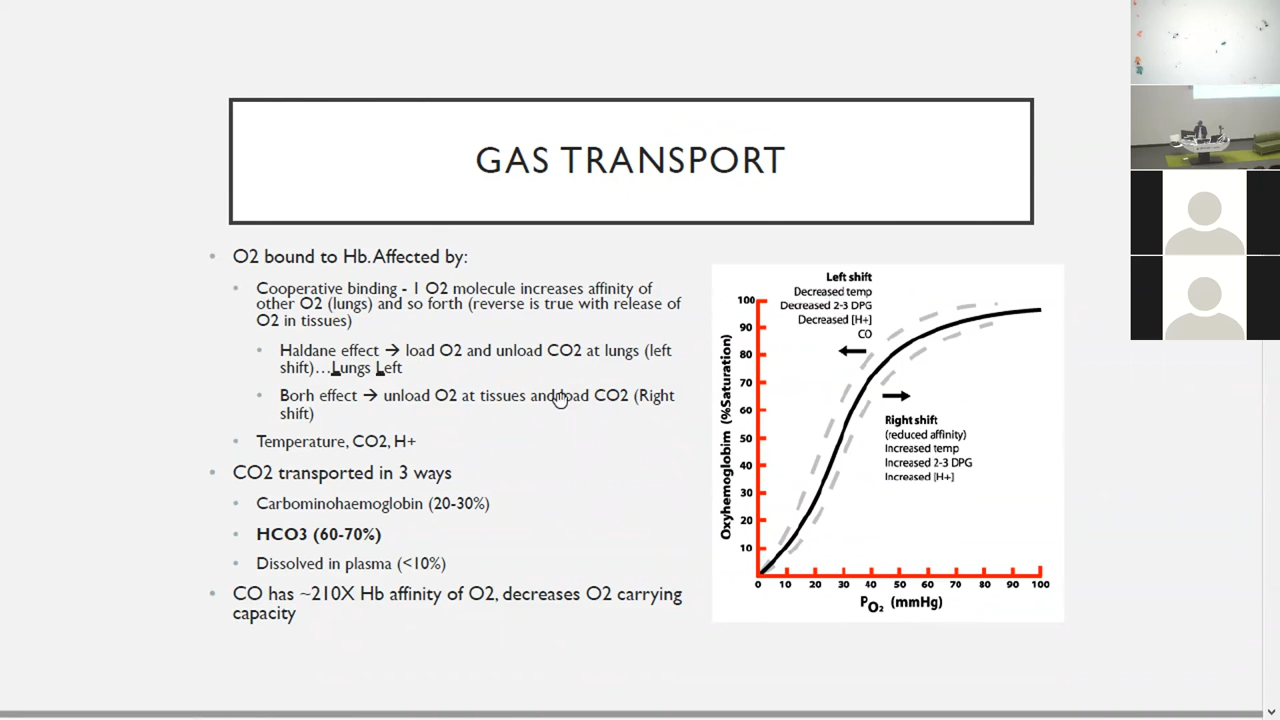 GAS TRANSPORT
O2 bound to Hb. Affected by:
Cooperative binding - 1 O2 molecule increases affinity of
other O2 (lungs) and so forth (reverse is true with release of
O2 in tissues)
Haldane effect → load O2 and unload CO2 at lungs (left
shift)…Lungs Left
Borh effect → unload O2 at tissues and load CO2 (Right
shift)
Temperature, CO2, H+
CO2 transported in 3 ways
Carbominohaemoglobin (20-30%)
HCO3 (60-70%)
Dissolved in plasma (<10%)
CO has ~210X Hb affinity of O2, decreases O2 carrying
capacity
Left shift
Decreased temp
Decreased 2-3 DPG
Decreased [H+]
CO
Right shift
(reduced affinity)
Increased temp
Increased 2-3 DPG
Increased [H+]
Oxyhemoglobim (%Saturation)
100
90
80
70
60
50
40
30
20
10
0 10 20 30 40 50 60 70 80 90 100
PO2 (mmHg)